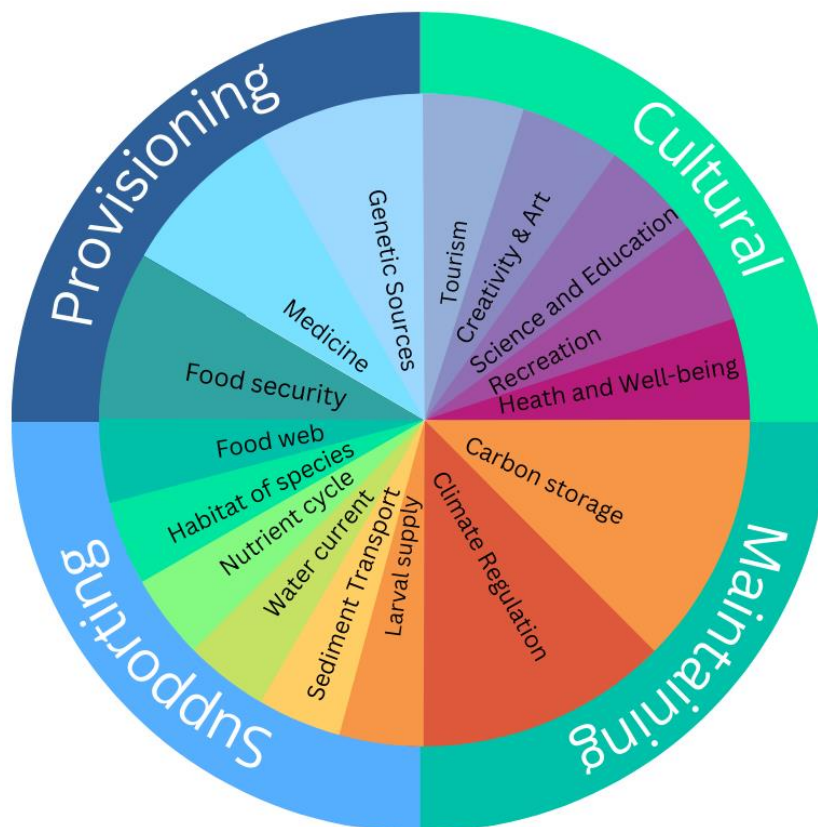 Provisioning
Cultural
Genetic Sources
Tourism
Creativity & Art
Science and Education
Recreation
Heath and Well-being
Medicine
Food security
Food web
Habitat of species
Nutrient cycle
Water current
Sediment Transport
Larval supply
Climate Regulation
Carbon storage
Supporting
Maintaining